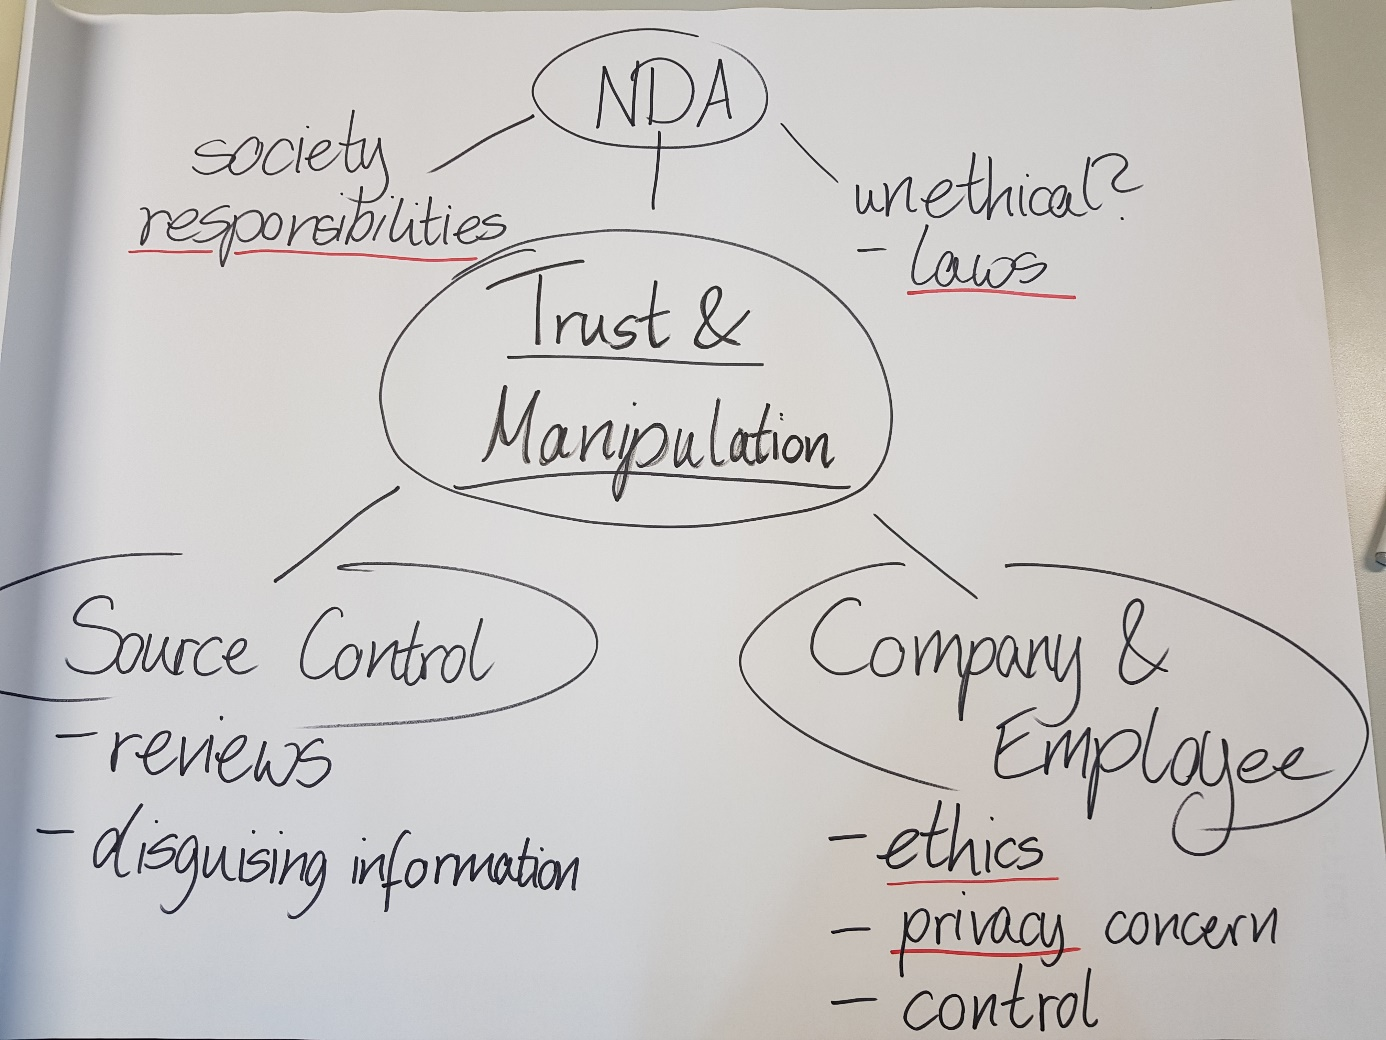 NDA
society
responsibilities
unethical?
- laws
Trust &
Manipulation
Source Control
- reviews
- disguising information
Company &
Employee
- ethics
- privacy concern
- control